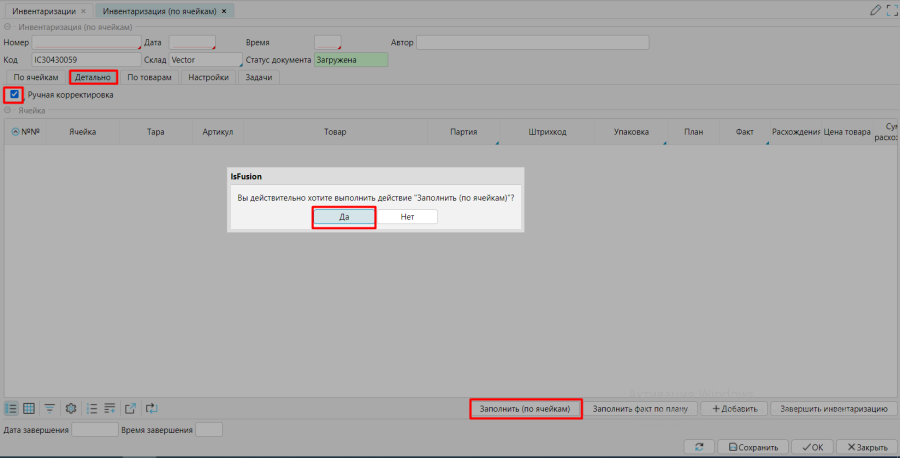 Инвентаризации × Инвентаризация (по ячейкам) ×
Инвентаризация (по ячейкам)
Номер Дата Время Автор
Код IC30430059 Склад Vector Статус документа Загружена
По ячейкам Детально По товарам Настройки Задачи
Ручная корректировка
Ячейка
№№ Ячейка Тара Артикул Товар Партия Штрихкод Упаковка План Факт Расхождения Цена товара Сум
расхож
lsFusion
Вы действительно хотите выполнить действие "Заполнить (по ячейкам)"?
Да Нет
Заполнить (по ячейкам) Заполнить факт по плану + Добавить Завершить инвентаризацию
Дата завершения Время завершения
Сохранить OK Закрыть